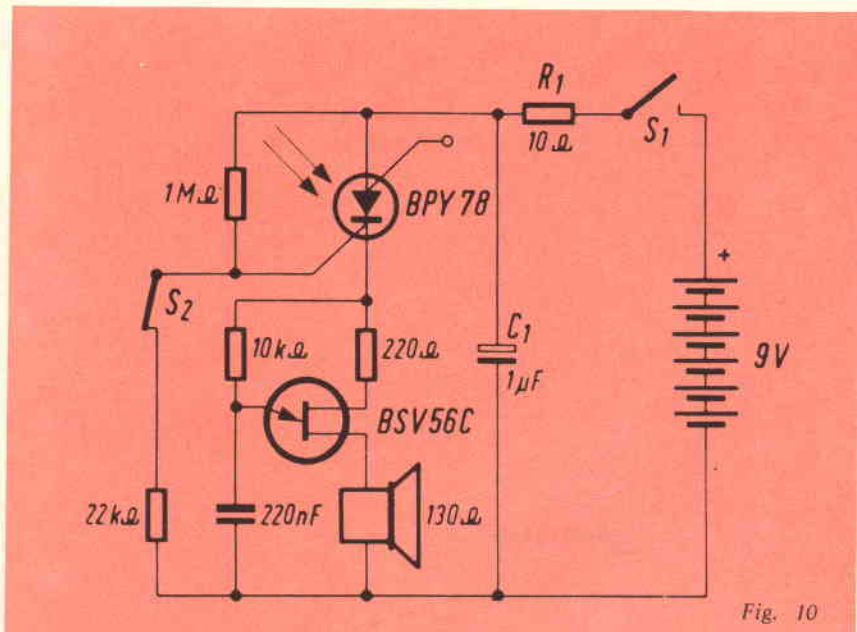 R1
10Ω
S1
1MΩ
BPY 78
S2
10kΩ
220Ω
C1
1µF
+
9V
BSV56C
22kΩ
220nF
130Ω
Fig. 10